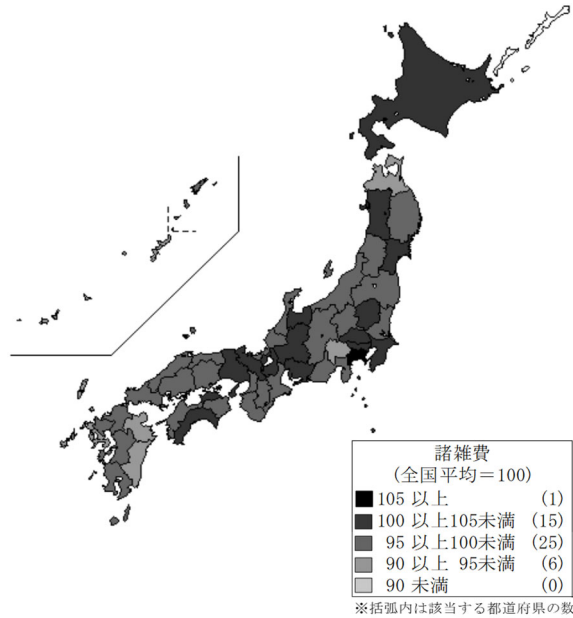 諸雑費
(全国平均＝100)
105 以上 (1)
100 以上105未満 (15)
95 以上100未満 (25)
90 以上 95未満 (6)
90 未満 (0)
※括弧内は該当する都道府県の数